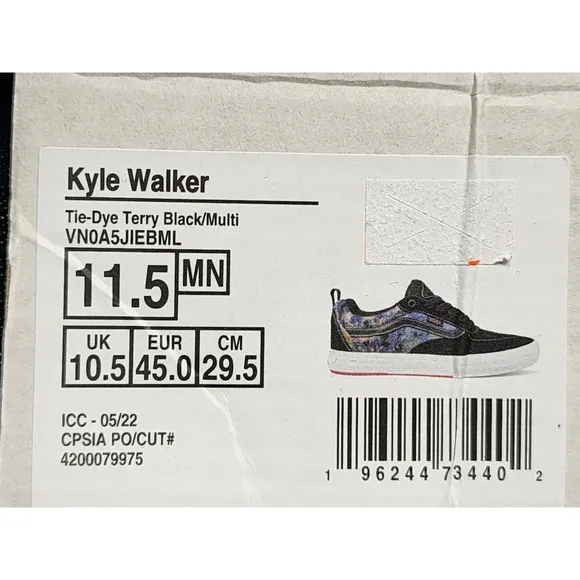 Kyle Walker
Tie-Dye Terry Black/Multi
VN0A5JIEBML
11.5 MN
UK EUR CM
10.5 45.0 29.5
ICC - 05/22
CPSIA PO/CUT#
4200079975
1 96244 73440 2